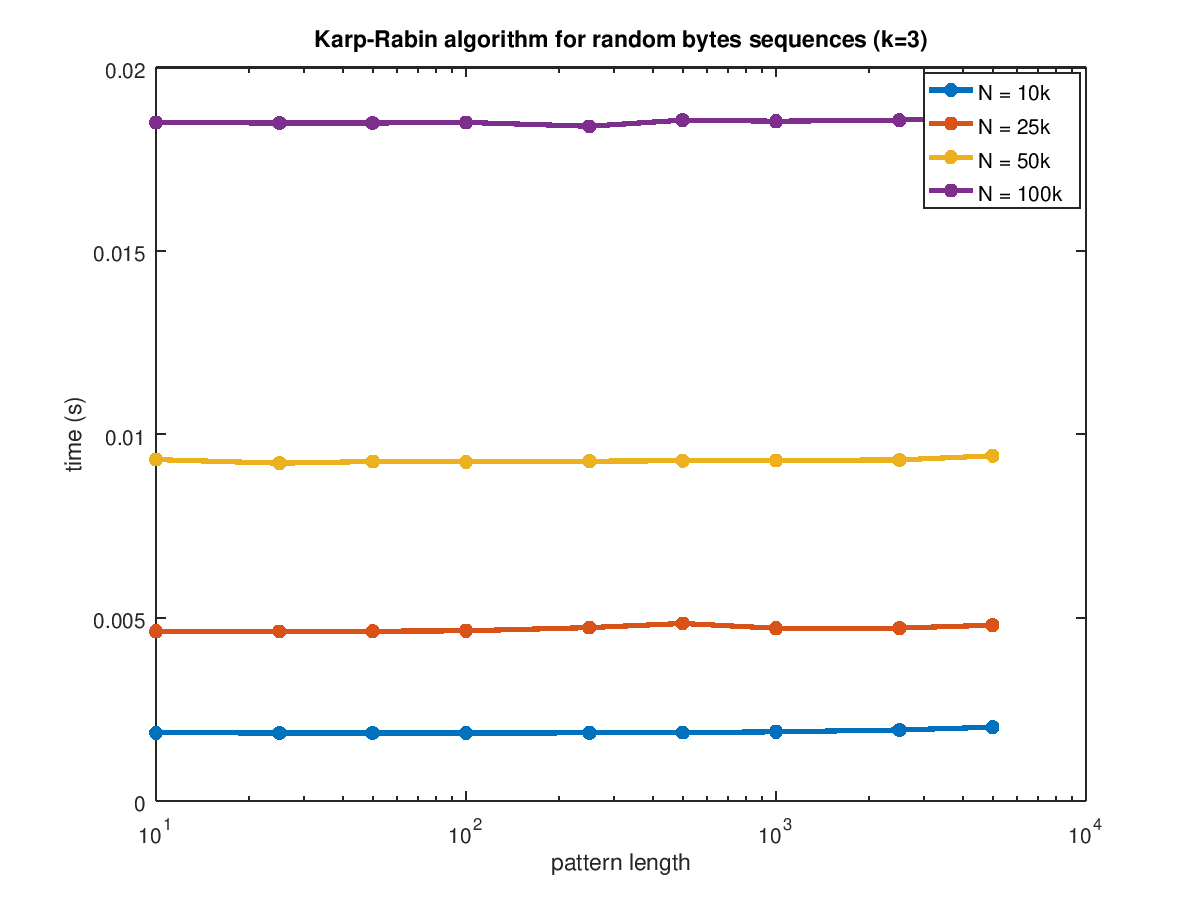 Karp-Rabin algorithm for random bytes sequences (k=3)
0.02
0.015
0.01
0.005
0
time (s)
N = 10k
N = 25k
N = 50k
N = 100k
10^1
10^2
10^3
10^4
pattern length